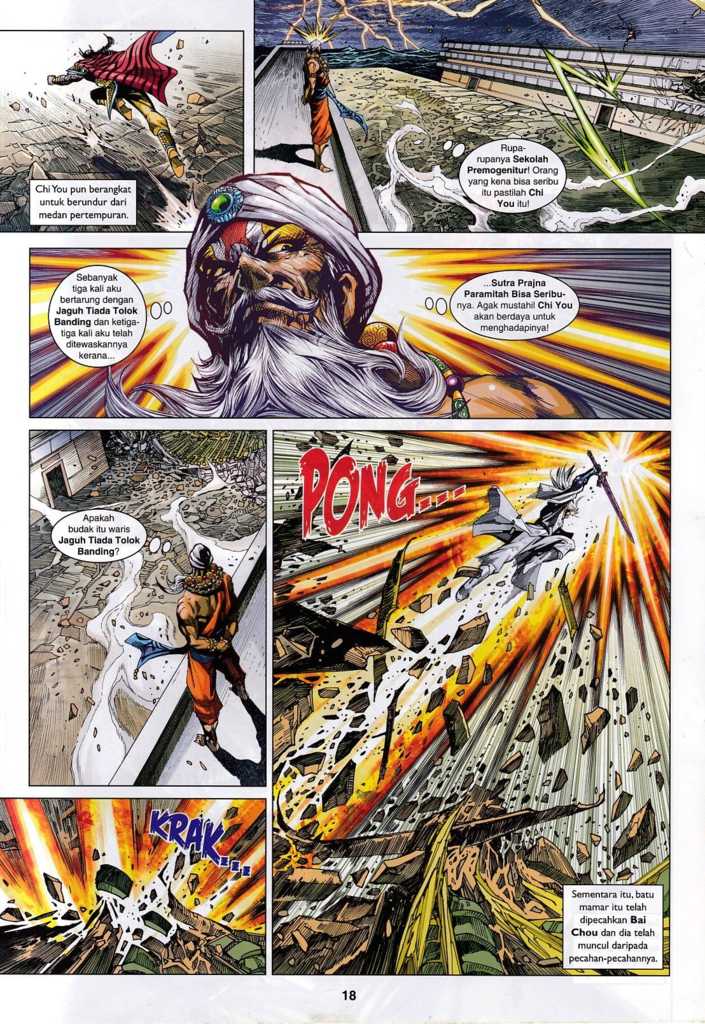 Chi You pun berangkat
untuk berundur dari
medan pertempuran.
Rupa-
rupanya Sekolah
Premogenitur! Orang
yang kena bisa seribu
itu pastilah Chi
You itu!
Sebanyak
tiga kali aku
bertarung dengan
Jaguh Tiada Tolok
Banding dan ketiga-
tiga kali aku telah
ditewaskannya
kerana...
...Sutra Prajna
Paramitah Bisa Seribu-
nya. Agak mustahil Chi You
akan berdaya untuk
menghadapinya!
Apakah
budak itu waris
Jaguh Tiada Tolok
Banding?
PONG...
KRAK...
Sementara itu, batu
mamar itu telah
dipecahkan Bai
Chou dan dia telah
muncul daripada
pecahan-pecahannya.
18